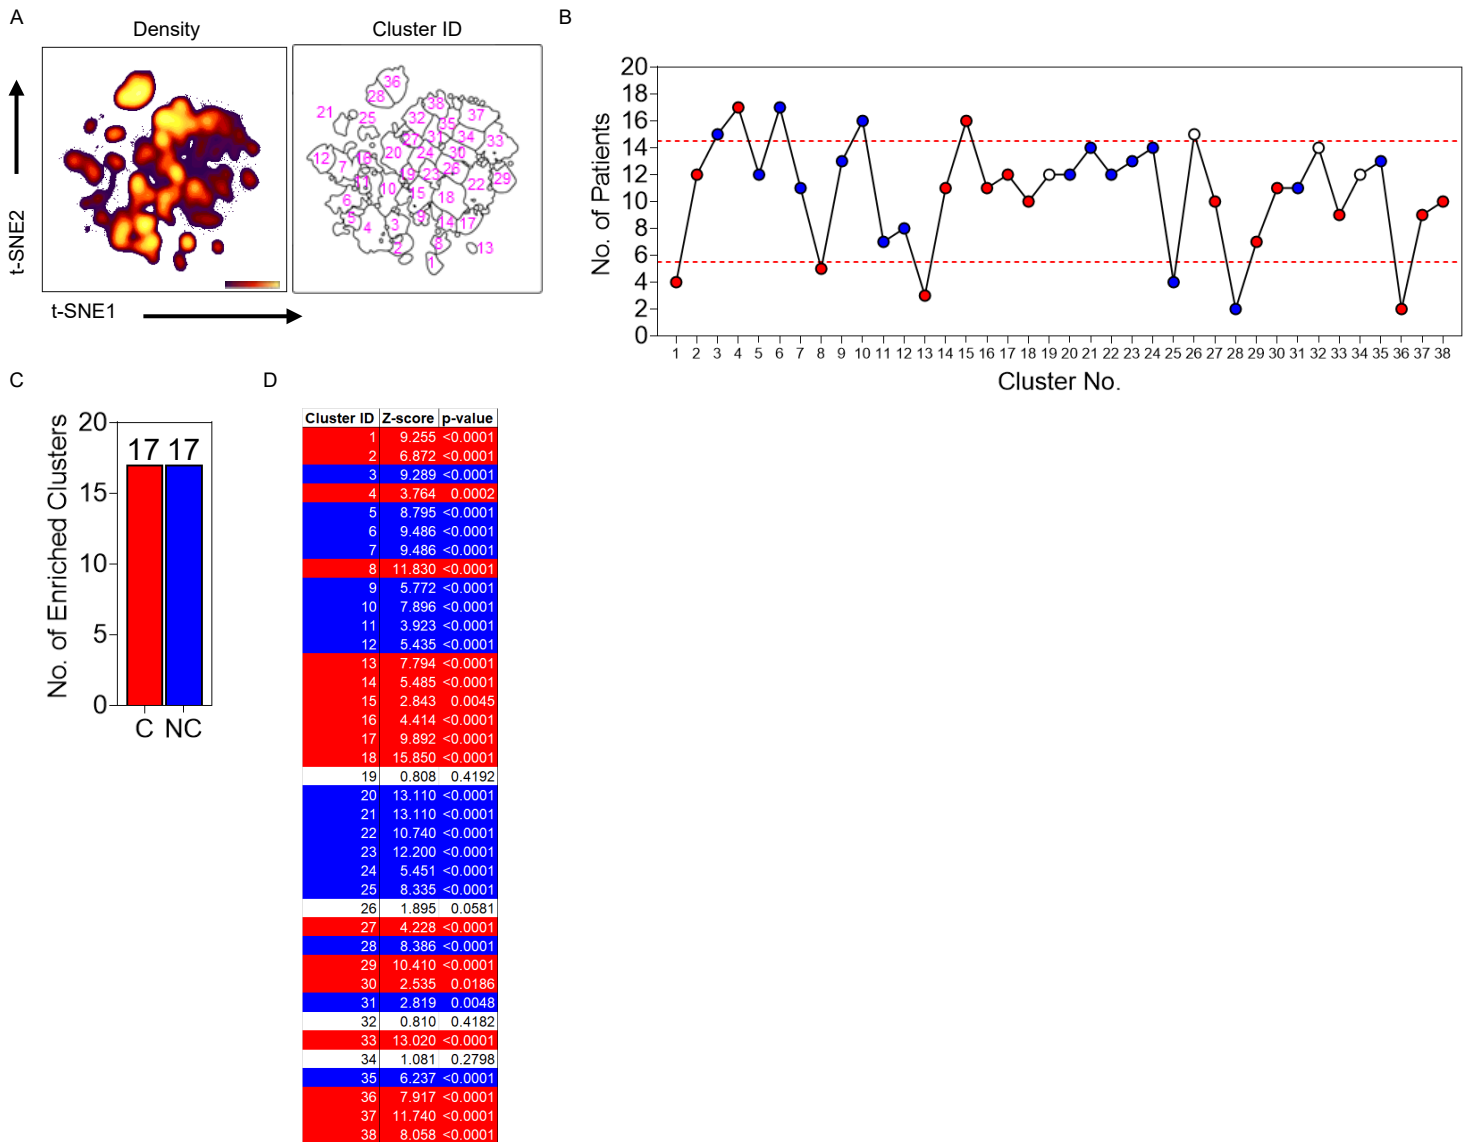 A
Density
Cluster ID
t-SNE2
t-SNE1
36
28
21
25
38
37
32
35
27
31
34
33
12
7
16
20
24
30
19
23
26
29
11
10
15
22
6
18
5
4
3
9
14
17
2
8
13
1
B
No. of Patients
20
18
16
14
12
10
8
6
4
2
0
1 2 3 4 5 6 7 8 9 10 11 12 13 14 15 16 17 18 19 20 21 22 23 24 25 26 27 28 29 30 31 32 33 34 35 36 37 38
Cluster No.
C
No. of Enriched Clusters
20
15
10
5
0
17 17
C NC
D
Cluster ID Z-score p-value
1 9.255 <0.0001
2 6.872 <0.0001
3 9.289 <0.0001
4 3.764 0.0002
5 8.795 <0.0001
6 9.486 <0.0001
7 9.486 <0.0001
8 11.830 <0.0001
9 5.772 <0.0001
10 7.896 <0.0001
11 3.923 <0.0001
12 5.435 <0.0001
13 7.794 <0.0001
14 5.485 <0.0001
15 2.843 0.0045
16 4.414 <0.0001
17 9.892 <0.0001
18 15.850 <0.0001
19 0.808 0.4192
20 13.110 <0.0001
21 13.110 <0.0001
22 10.740 <0.0001
23 12.200 <0.0001
24 5.451 <0.0001
25 8.335 <0.0001
26 1.895 0.0581
27 4.228 <0.0001
28 8.386 <0.0001
29 10.410 <0.0001
30 2.535 0.0186
31 2.819 0.0048
32 0.810 0.4182
33 13.020 <0.0001
34 1.081 0.2798
35 6.237 <0.0001
36 7.917 <0.0001
37 11.740 <0.0001
38 8.058 <0.0001